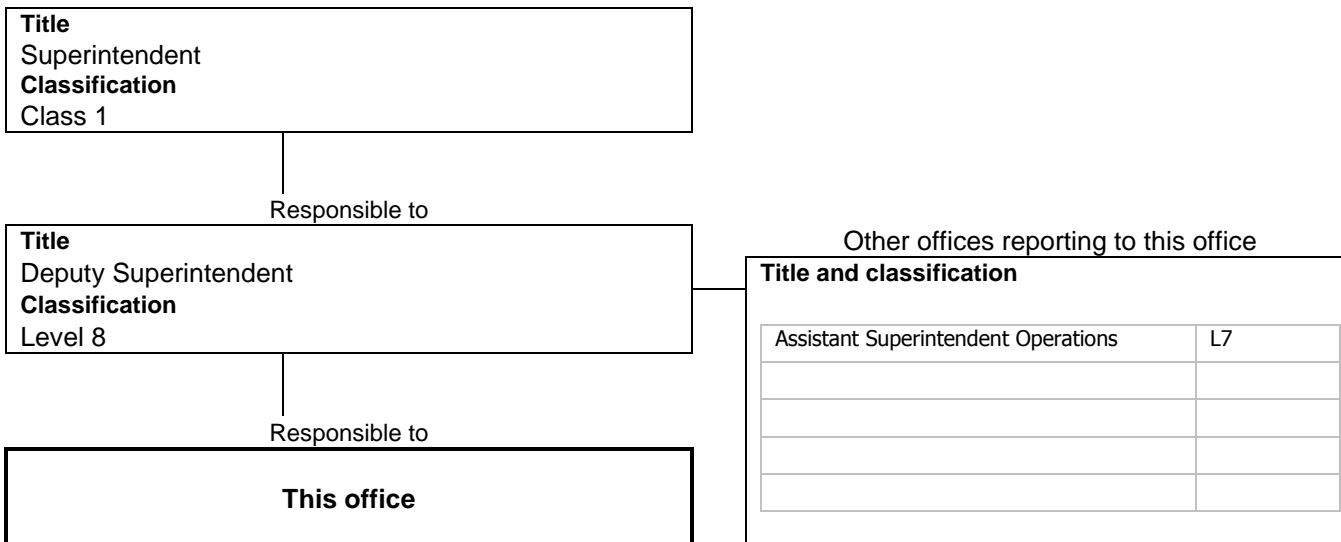 Title
Superintendent
Classification
Class 1
Responsible to
Title
Deputy Superintendent
Classification
Level 8
Other offices reporting to this office
Title and classification
Assistant Superintendent Operations L7
Responsible to
This office